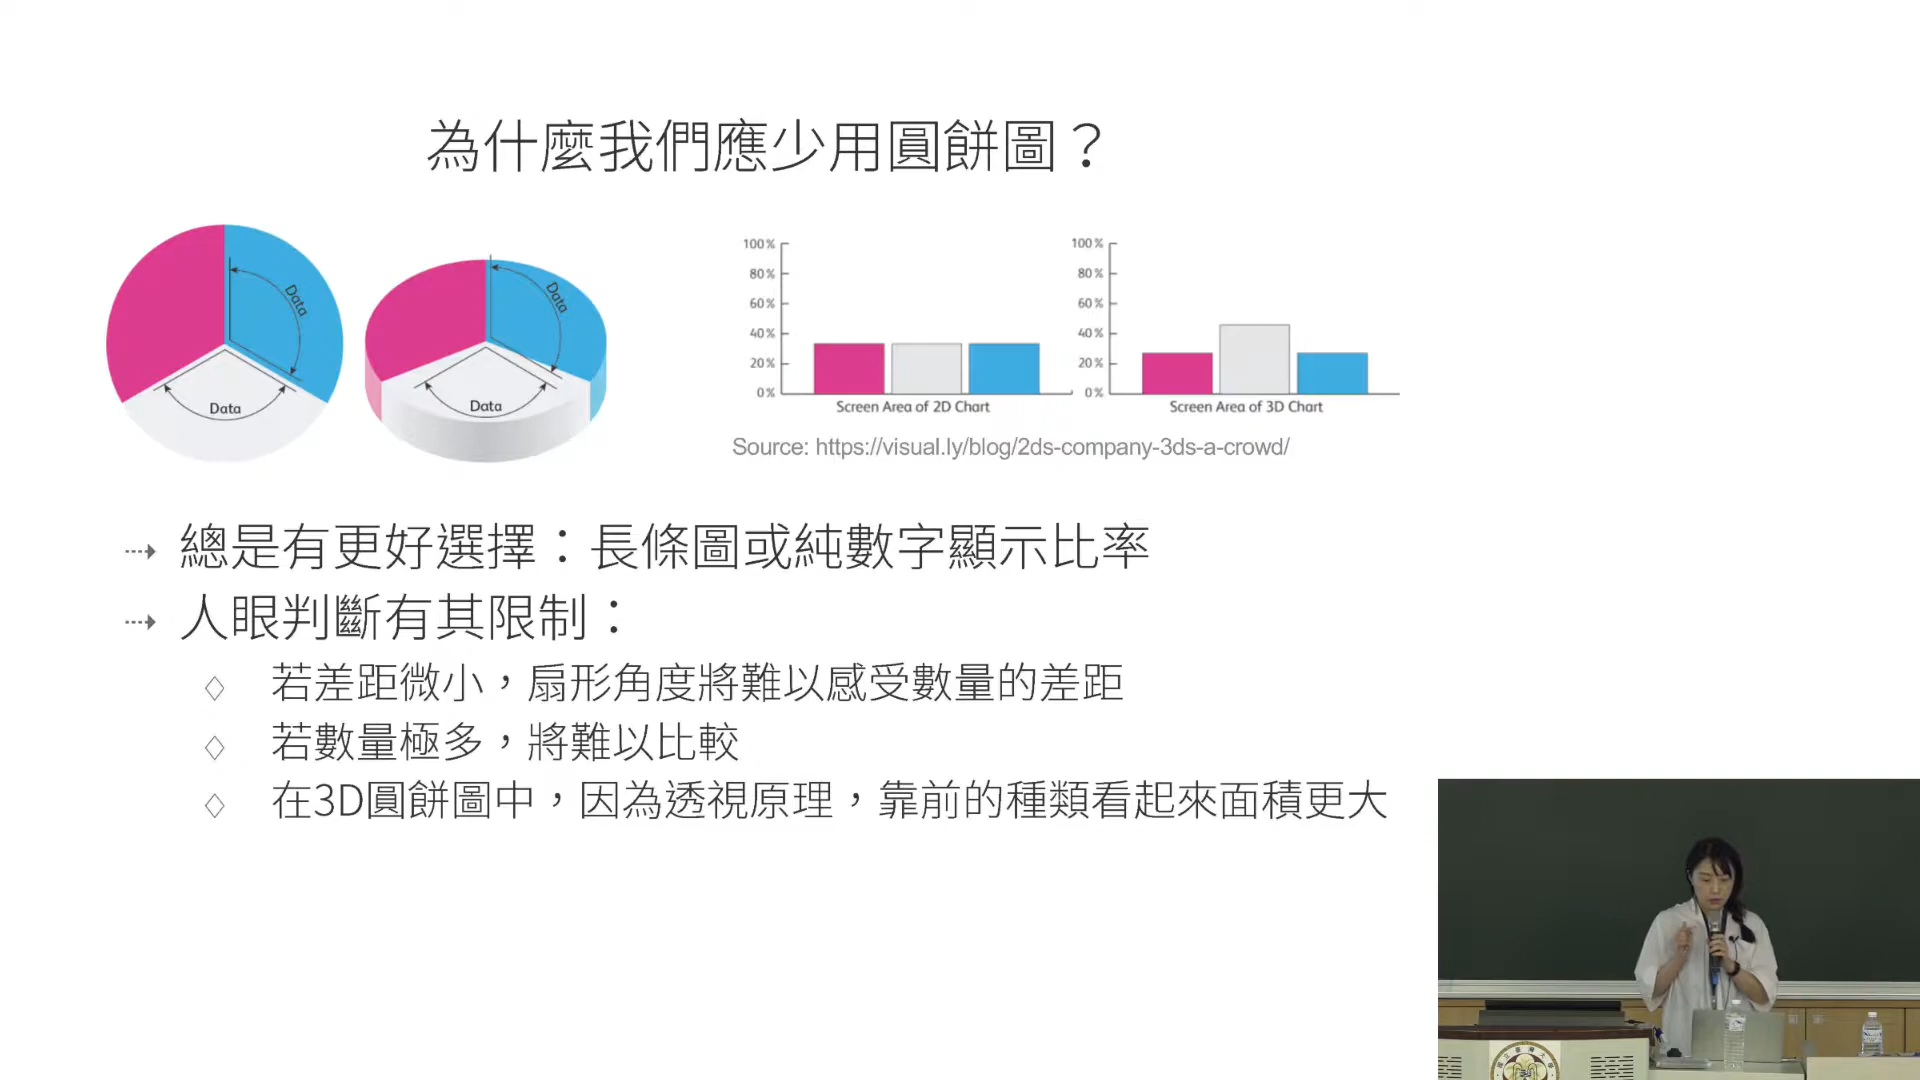 為什麼我們應少用圓餅圖？
Data
Data
Data
Data
100%
80%
60%
40%
20%
0%
Screen Area of 2D Chart
100%
80%
60%
40%
20%
0%
Screen Area of 3D Chart
Source: https://visual.ly/blog/2ds-company-3ds-a-crowd/
總是有更好選擇：長條圖或純數字顯示比率
人眼判斷有其限制：
若差距微小，扇形角度將難以感受數量的差距
若數量極多，將難以比較
在3D圓餅圖中，因為透視原理，靠前的種類看起來面積更大